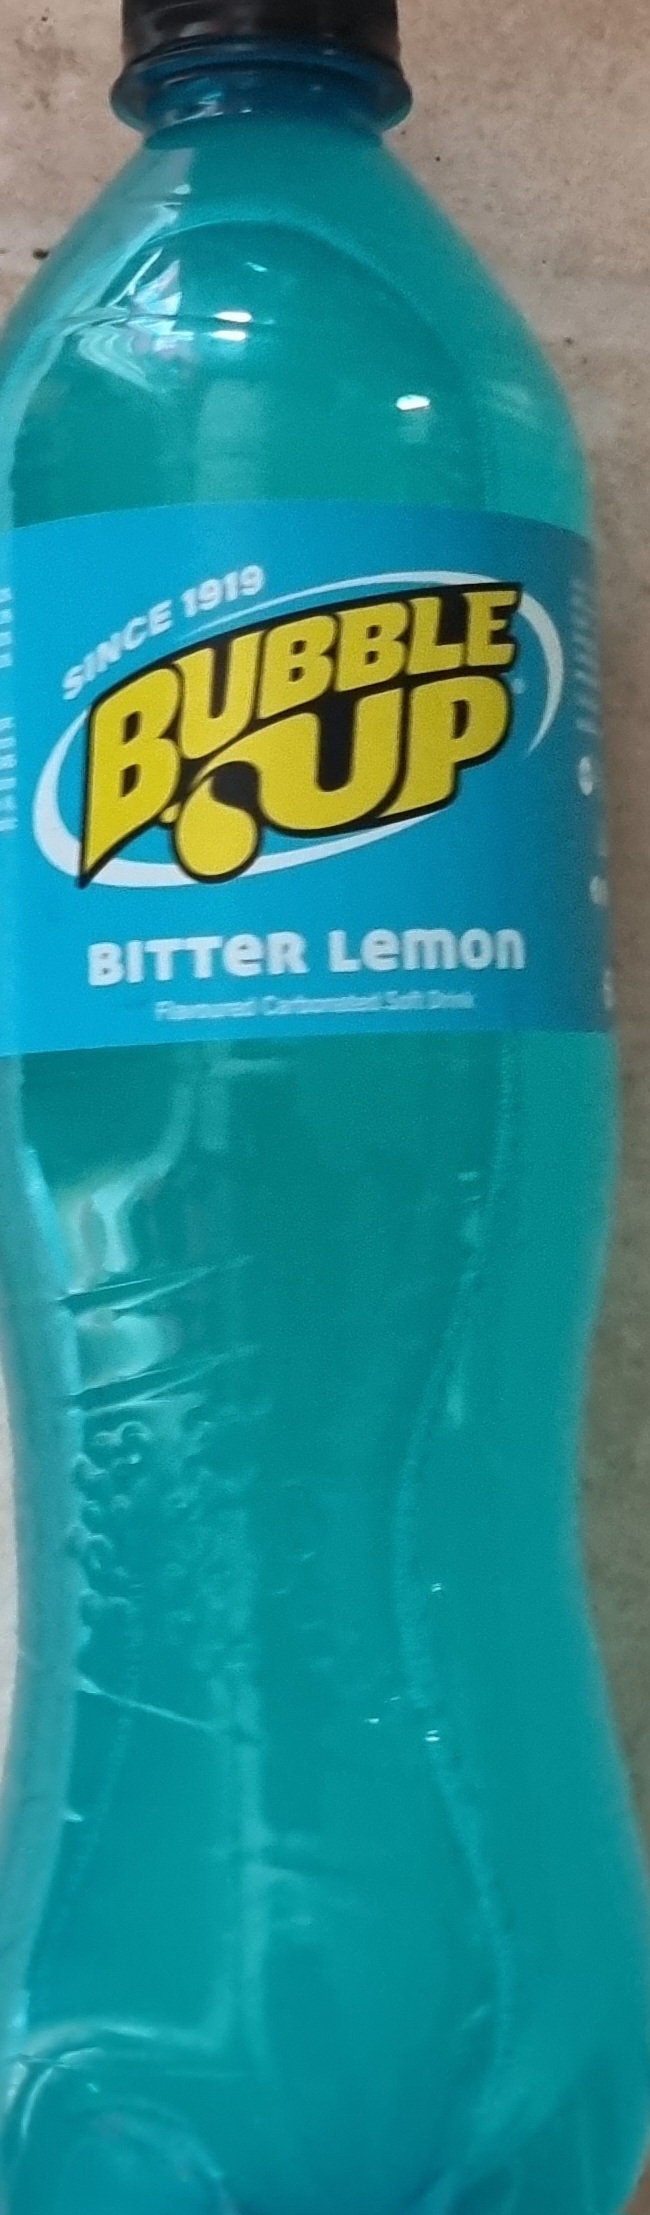 SINCE 1919
BUBBLE
UP
BITTER Lemon
Flavoured Carbonated Soft Drink